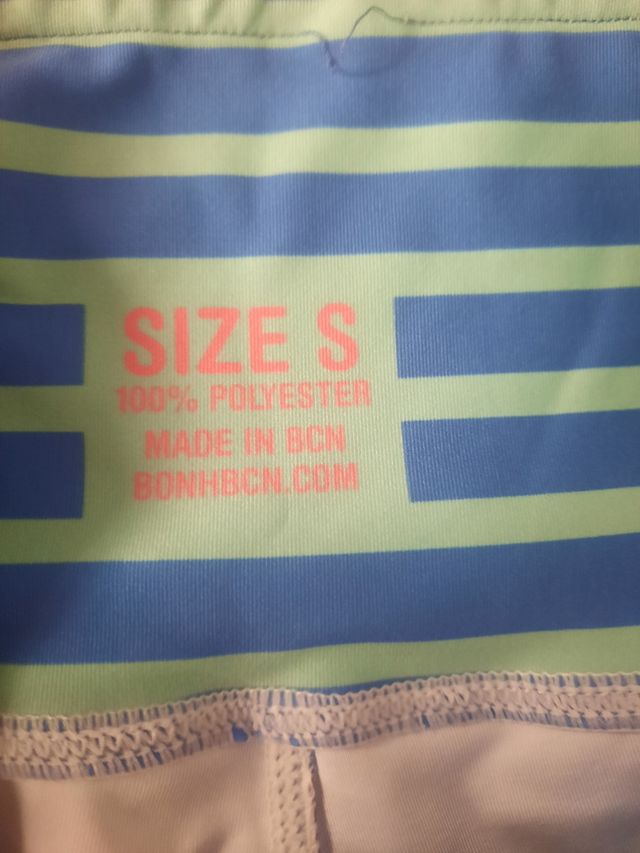 SIZE S
100% POLYESTER
MADE IN BCN
BONHBCN.COM